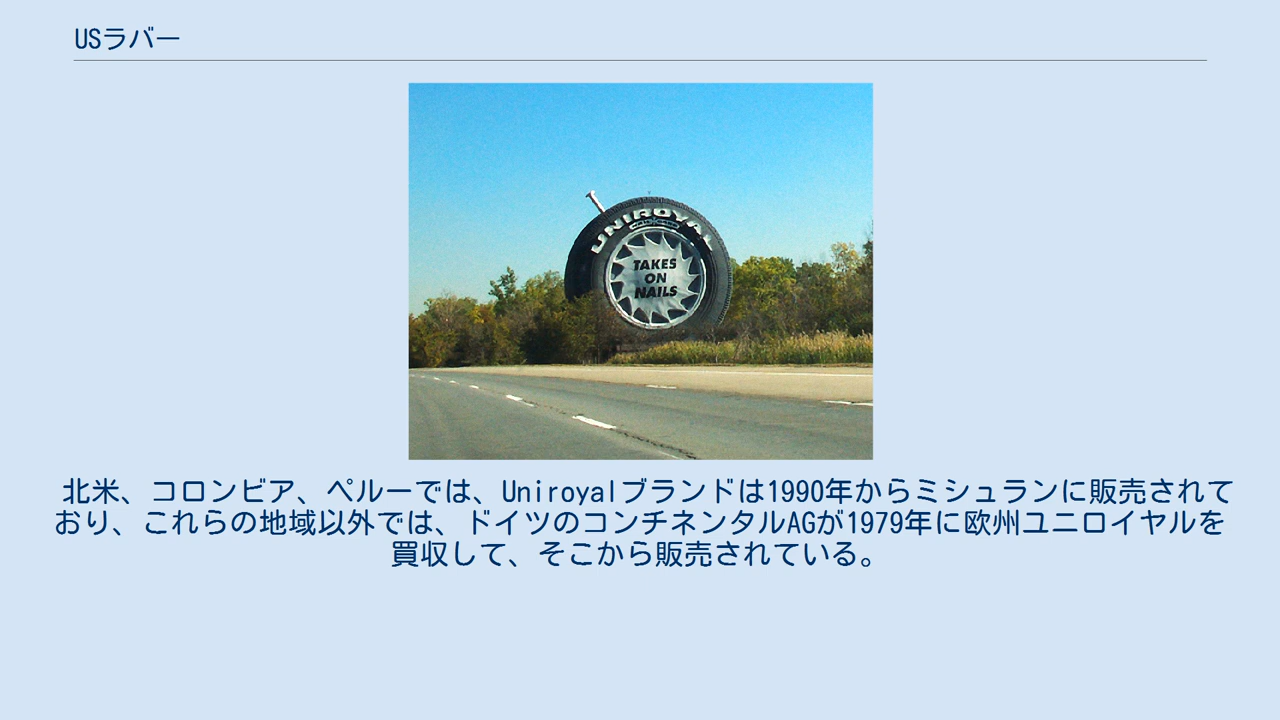 USラバー
UNIROYAL
TAKES
ON
NAILS
北米、コロンビア、ペルーでは、Uniroyalブランドは1990年からミシュランに販売されて
おり、これらの地域以外では、ドイツのコンチネンタルAGが1979年に欧州ユニロイヤルを
買収して、そこから販売されている。